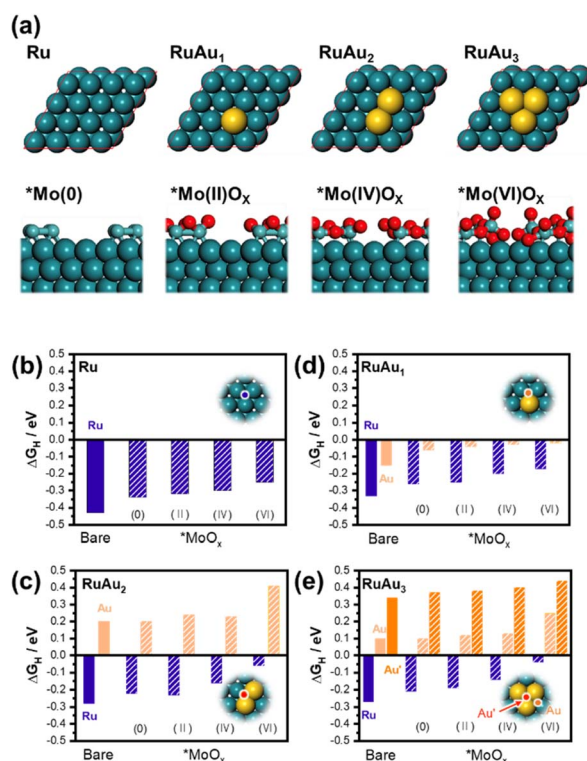 (a)
Ru RuAu₁ RuAu₂ RuAu₃
*Mo(0) *Mo(II)Oₓ *Mo(IV)Oₓ *Mo(VI)Oₓ
(b)
0.5
0.4
0.3
0.2
0.1
0.0
-0.1
-0.2
-0.3
-0.4
-0.5
ΔG_H / eV
Ru
Ru
(0) (II) (IV) (VI)
Bare *MoOₓ
(d)
0.5
0.4
0.3
0.2
0.1
0.0
-0.1
-0.2
-0.3
-0.4
-0.5
ΔG_H / eV
RuAu₁
Ru
Au
(0) (II) (IV) (VI)
Bare *MoOₓ
(c)
0.5
0.4
0.3
0.2
0.1
0.0
-0.1
-0.2
-0.3
-0.4
-0.5
ΔG_H / eV
RuAu₂
Au
Ru
(0) (II) (IV) (VI)
Bare *MoOₓ
(e)
0.5
0.4
0.3
0.2
0.1
0.0
-0.1
-0.2
-0.3
-0.4
-0.5
ΔG_H / eV
RuAu₃
Au
Au'
Ru
Au' Au
(0) (II) (IV) (VI)
Bare *MoOₓ